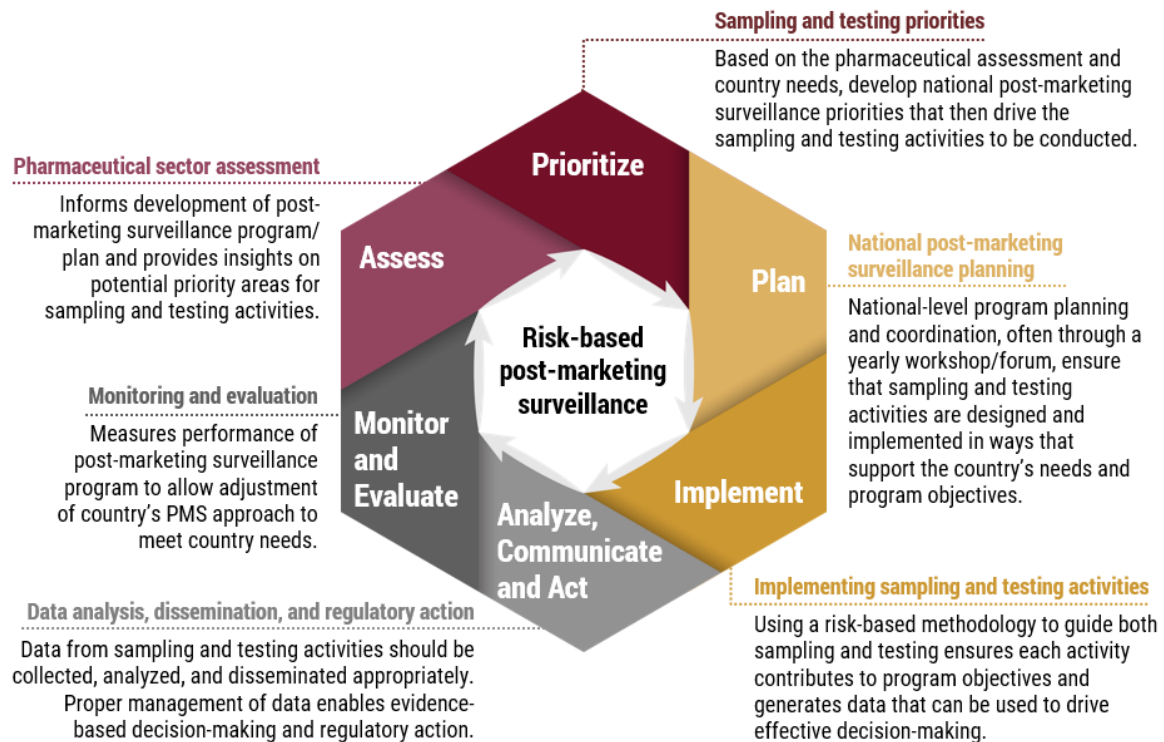 Sampling and testing priorities
Based on the pharmaceutical assessment and
country needs, develop national post-marketing
surveillance priorities that then drive the
sampling and testing activities to be conducted.
Prioritize
Pharmaceutical sector assessment
Informs development of post-
marketing surveillance program/
plan and provides insights on
potential priority areas for
sampling and testing activities.
Assess
Plan
National post-marketing
surveillance planning
National-level program planning
and coordination, often through a
yearly workshop/forum, ensure
that sampling and testing
activities are designed and
implemented in ways that
support the country's needs and
program objectives.
Risk-based
post-marketing
surveillance
Monitoring and evaluation
Measures performance of
post-marketing surveillance
program to allow adjustment
of country's PMS approach to
meet country needs.
Monitor
and
Evaluate
Implement
Analyze,
Communicate
and Act
Implementing sampling and testing activities
Using a risk-based methodology to guide both
sampling and testing ensures each activity
contributes to program objectives and
generates data that can be used to drive
effective decision-making.
Data analysis, dissemination, and regulatory action
Data from sampling and testing activities should be
collected, analyzed, and disseminated appropriately.
Proper management of data enables evidence-
based decision-making and regulatory action.